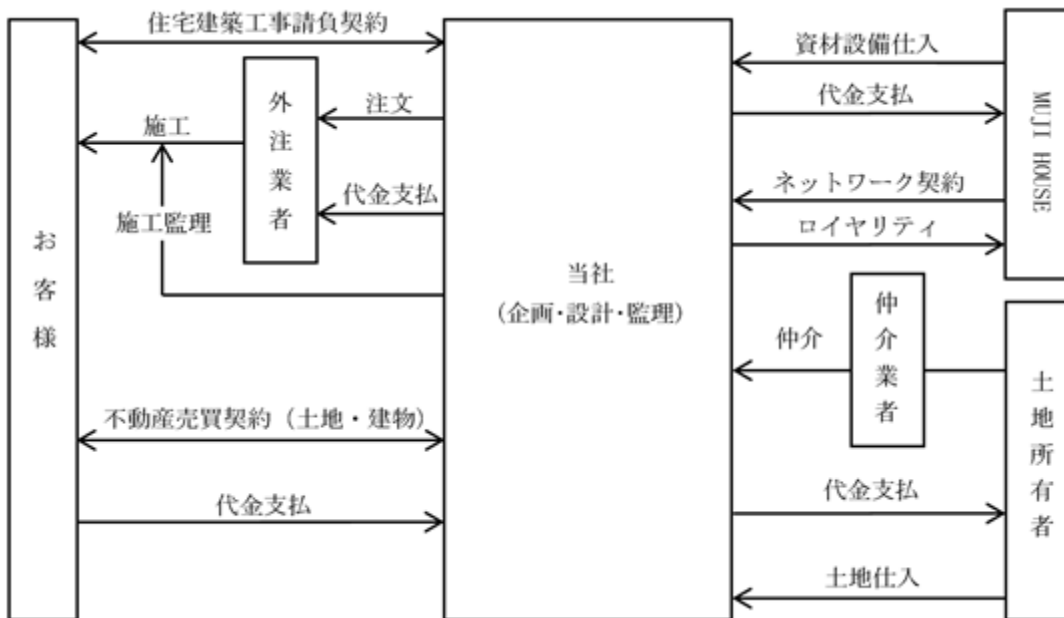 住宅建築工事請負契約
資材設備仕入
外注業者
注文
代金支払
MUJI HOUSE
施工
ネットワーク契約
代金支払
施工監理
ロイヤリティ
お客様
当社
(企画・設計・監理)
仲介業者
仲介
土地所有者
不動産売買契約（土地・建物）
代金支払
代金支払
土地仕入